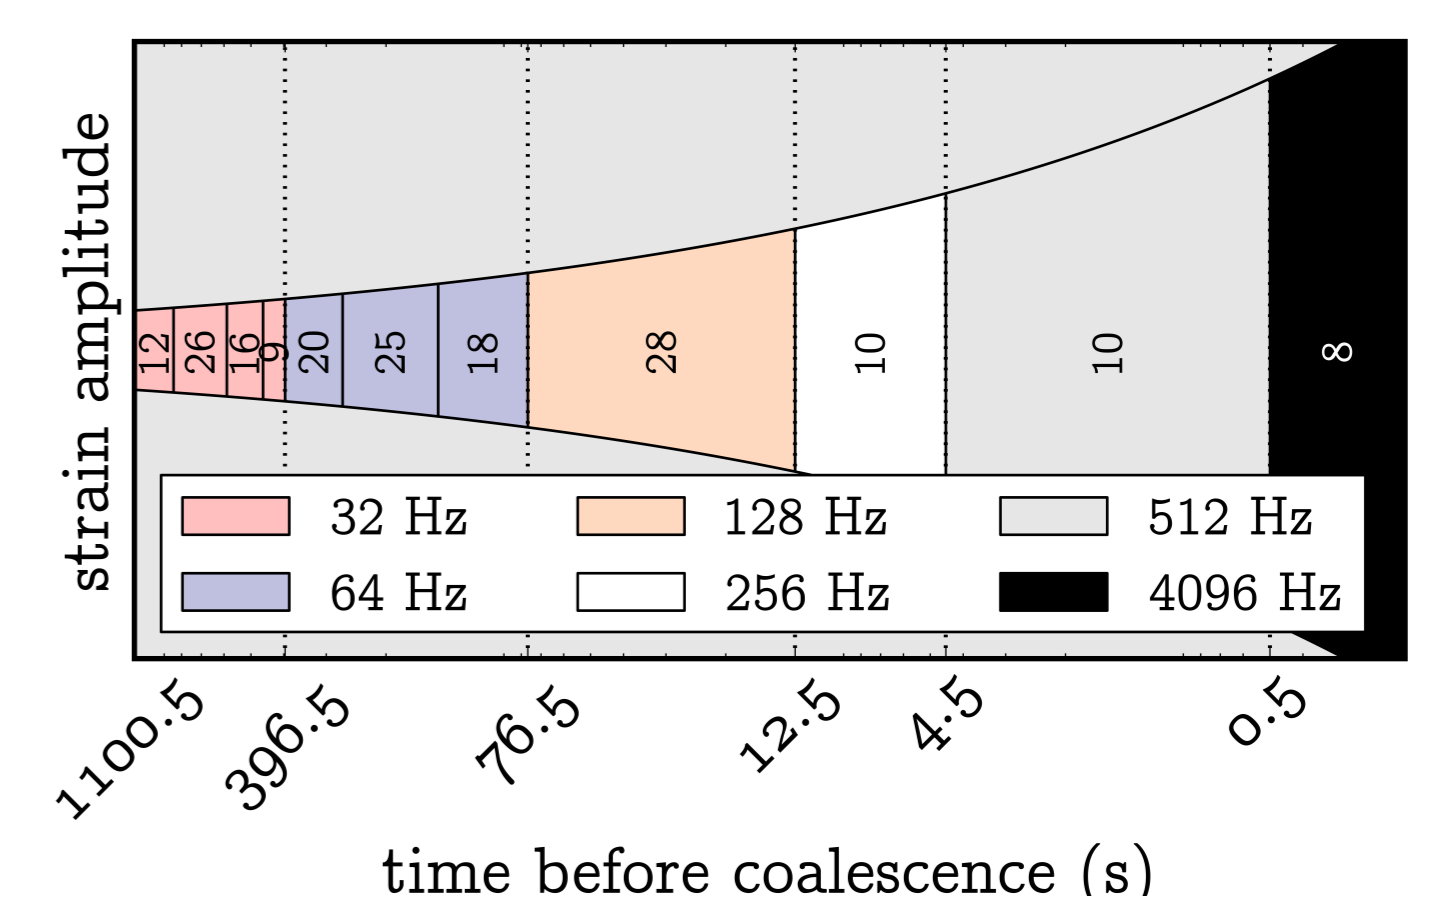 strain amplitude
12 26 16 9 20 25 18 28 10 10 8
32 Hz 128 Hz 512 Hz
64 Hz 256 Hz 4096 Hz
1100.5 396.5 76.5 12.5 4.5 0.5
time before coalescence (s)